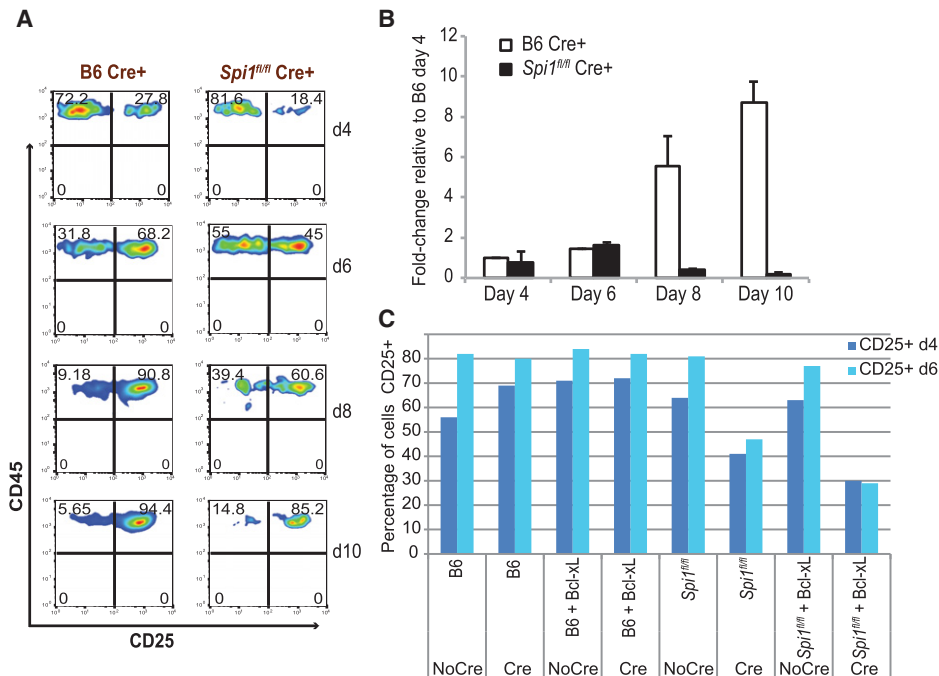 A
B6 Cre+
Spi1fl/fl Cre+
72.2
27.8
81.6
18.4
0
0
0
0
d4
31.8
68.2
55
45
0
0
0
0
d6
9.18
90.8
39.4
60.6
0
0
0
0
d8
5.65
94.4
14.8
85.2
0
0
0
0
d10
CD45
CD25
B
Fold-change relative to B6 day 4
12
10
8
6
4
2
0
B6 Cre+
Spi1fl/fl Cre+
Day 4
Day 6
Day 8
Day 10
C
Percentage of cells CD25+
80
70
60
50
40
30
20
10
0
CD25+ d4
CD25+ d6
B6
B6
B6 + Bcl-xL
B6 + Bcl-xL
Spi1fl/fl
Spi1fl/fl
Spi1fl/fl + Bcl-xL
Spi1fl/fl + Bcl-xL
NoCre
Cre
NoCre
Cre
NoCre
Cre
NoCre
Cre